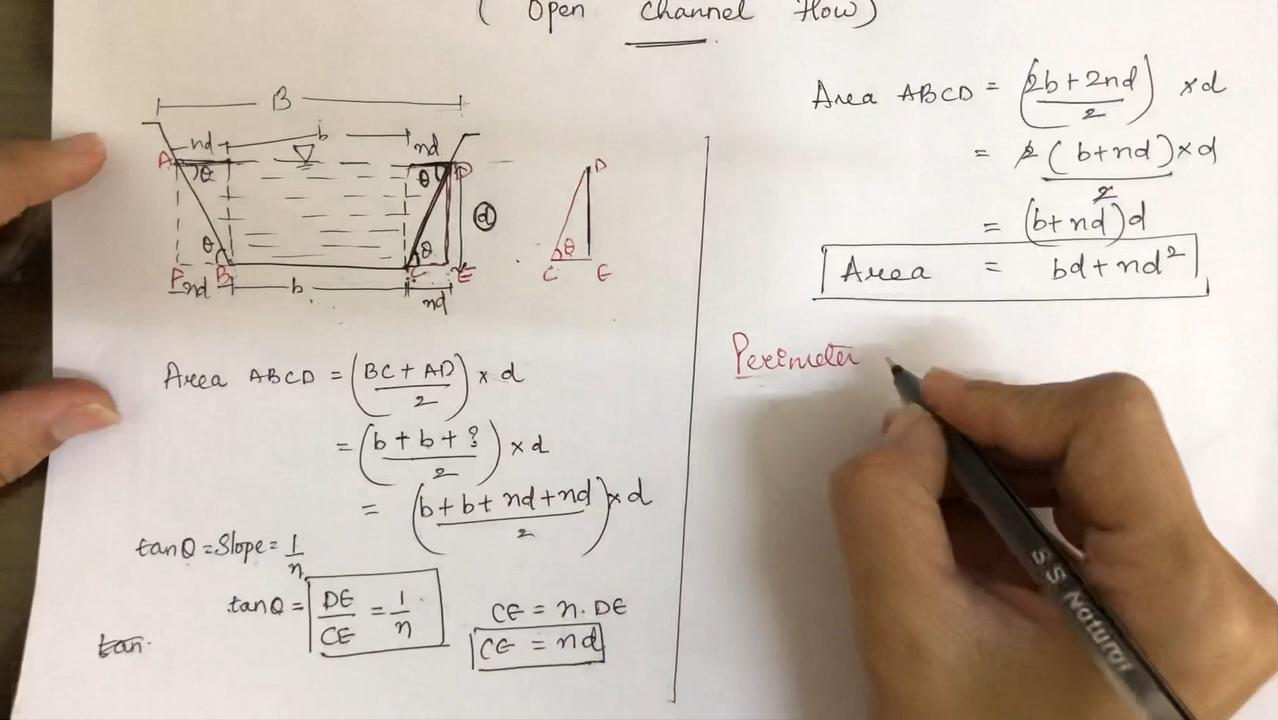 ( Open Channel Flow )
B
nd b nd
A θ θ D
d
θ θ
F B C E
nd b nd
D
θ
C E
Area ABCD = (BC + AD / 2) × d
= (b + b + ? / 2) × d
= (b + b + nd + nd / 2) × d
tanθ = Slope = 1/n
tanθ = DE/CE = 1/n
tan
CE = n. DE
CE = nd
Area ABCD = (2b + 2nd / 2) × d
= 2 (b + nd) × d / 2
= (b + nd) d
Area = bd + nd²
Perimeter
S S Natural